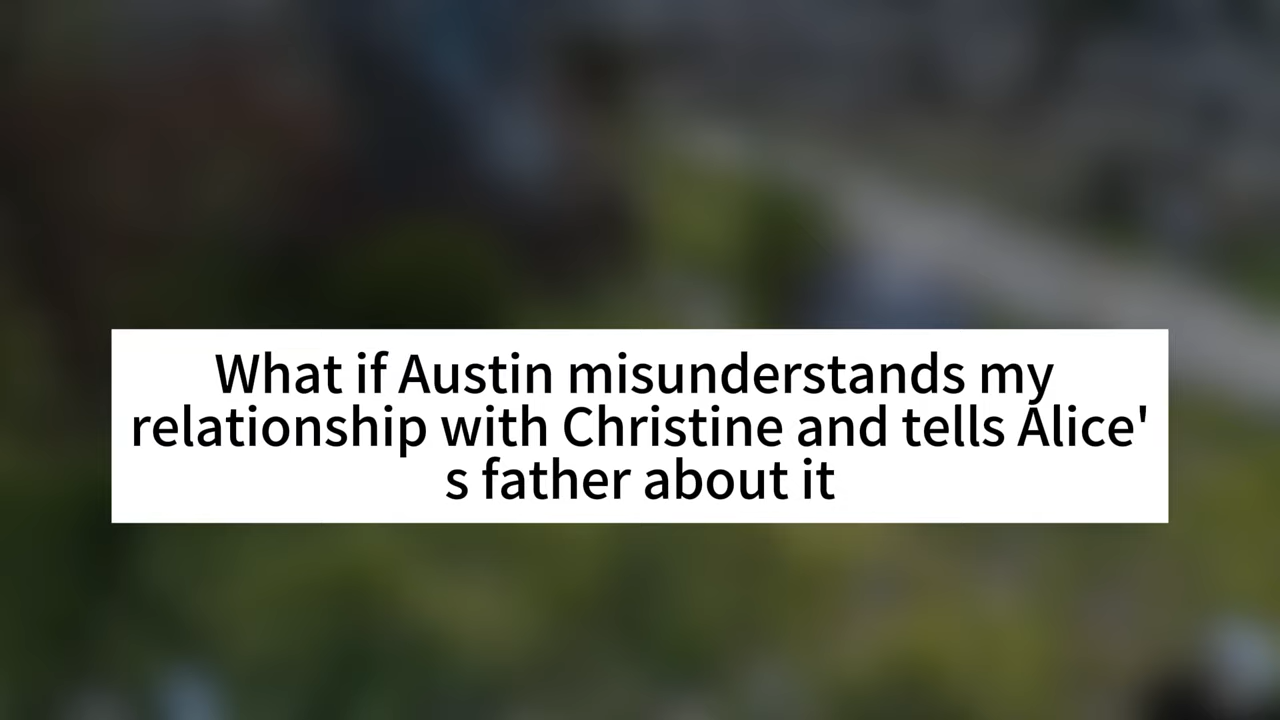 What if Austin misunderstands my
relationship with Christine and tells Alice'
s father about it